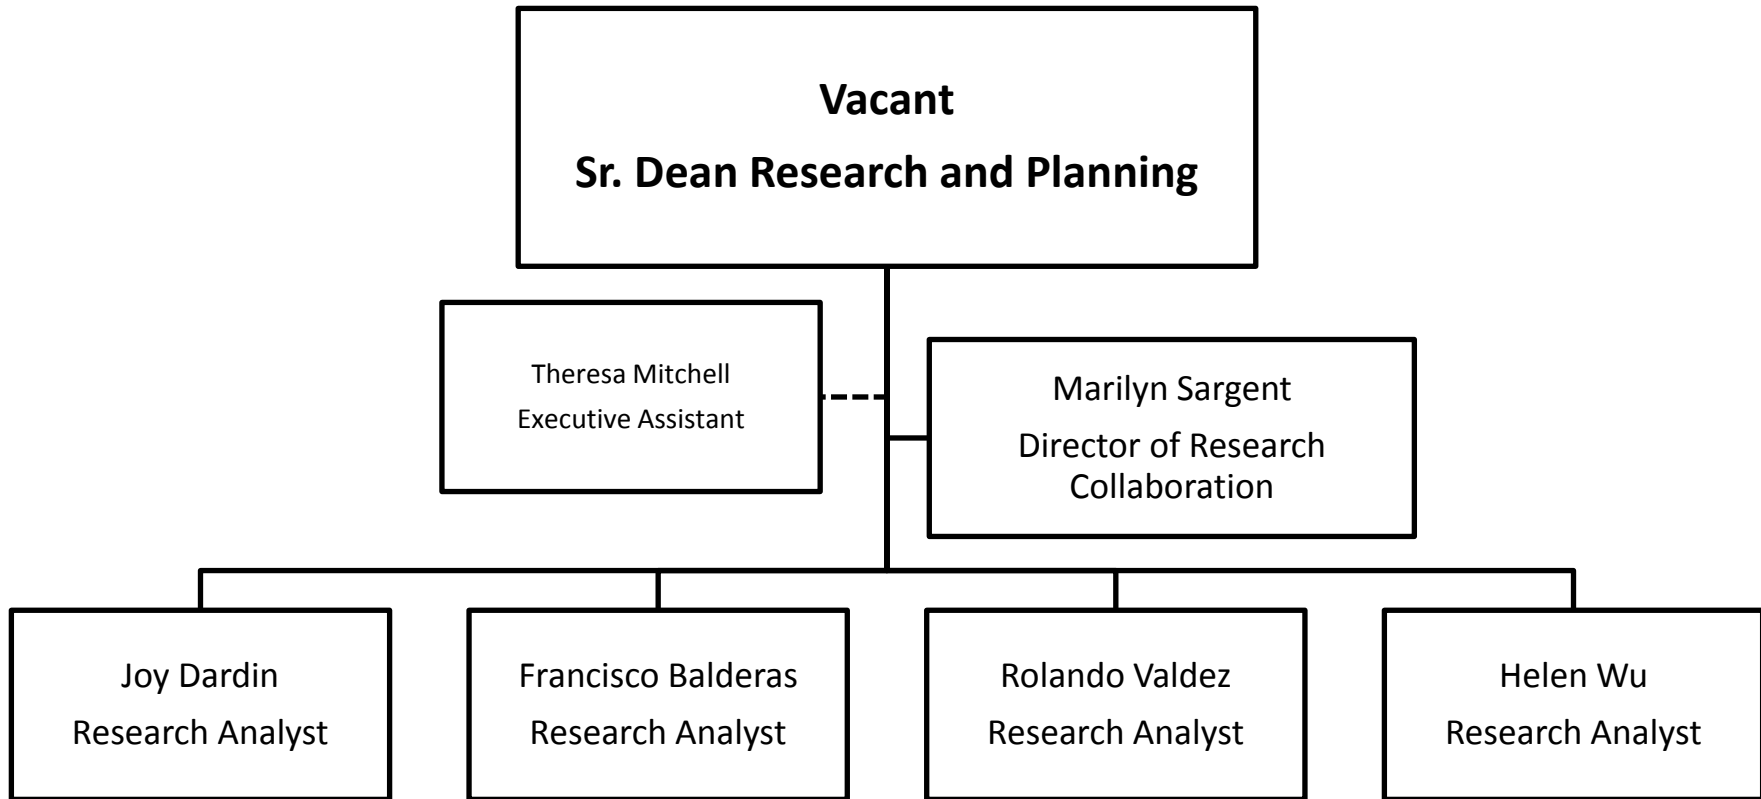 Vacant
Sr. Dean Research and Planning
Theresa Mitchell
Executive Assistant
Marilyn Sargent
Director of Research
Collaboration
Joy Dardin
Research Analyst
Francisco Balderas
Research Analyst
Rolando Valdez
Research Analyst
Helen Wu
Research Analyst